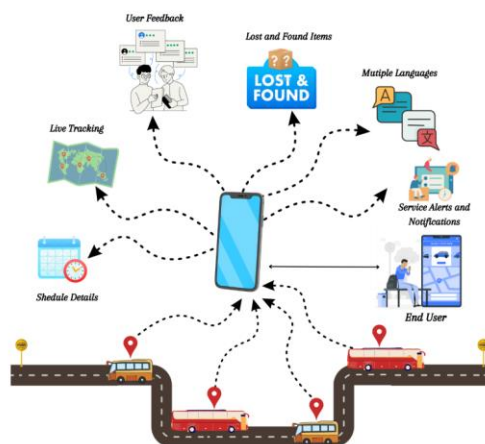 User Feedback
Lost and Found Items
LOST &
FOUND
Mutiple Languages
A
文
Live Tracking
Service Alerts and
Notifications
Shedule Details
End User